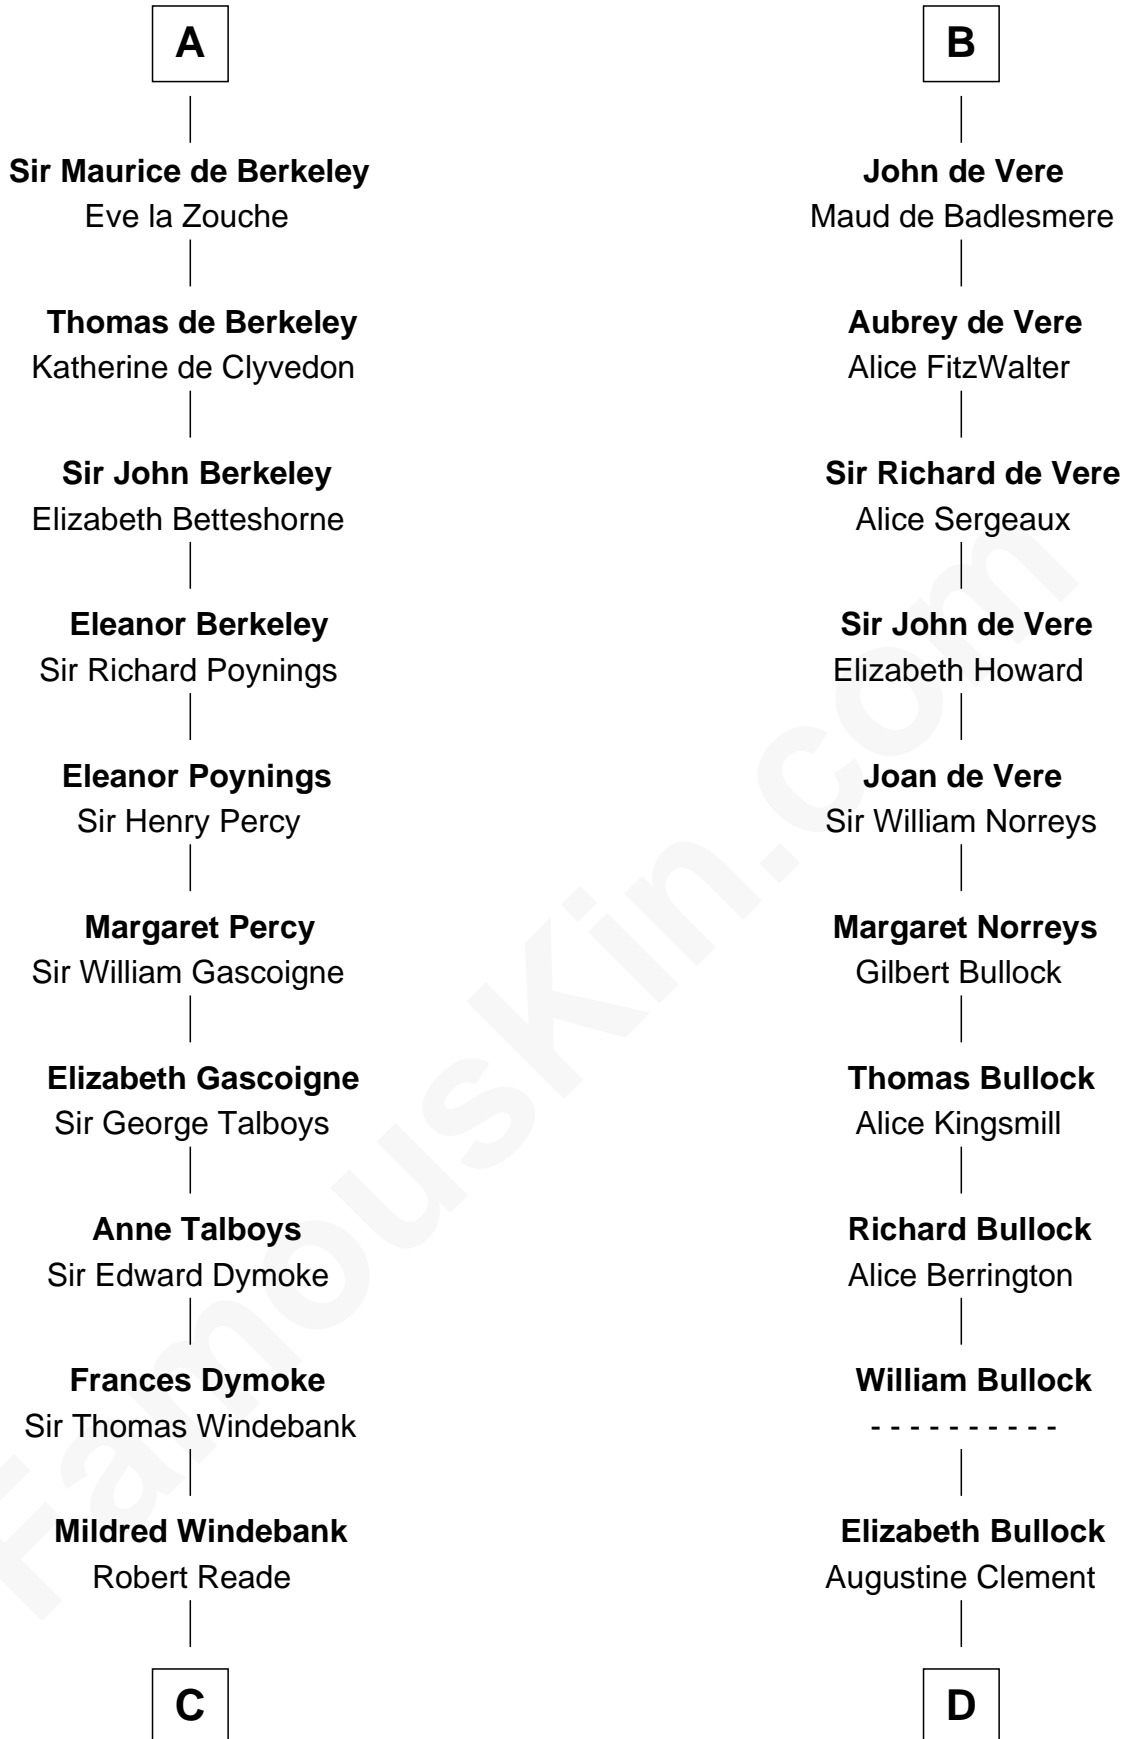 A
Sir Maurice de Berkeley
Eve la Zouche
Thomas de Berkeley
Katherine de Clyvedon
Sir John Berkeley
Elizabeth Betteshorne
Eleanor Berkeley
Sir Richard Poynings
Eleanor Poynings
Sir Henry Percy
Margaret Percy
Sir William Gascoigne
Elizabeth Gascoigne
Sir George Talboys
Anne Talboys
Sir Edward Dymoke
Frances Dymoke
Sir Thomas Windebank
Mildred Windebank
Robert Reade
C
B
John de Vere
Maud de Badlesmere
Aubrey de Vere
Alice FitzWalter
Sir Richard de Vere
Alice Sergeaux
Sir John de Vere
Elizabeth Howard
Joan de Vere
Sir William Norreys
Margaret Norreys
Gilbert Bullock
Thomas Bullock
Alice Kingsmill
Richard Bullock
Alice Berrington
William Bullock
- - - - - - - - - -
Elizabeth Bullock
Augustine Clement
D
FamousKin.com